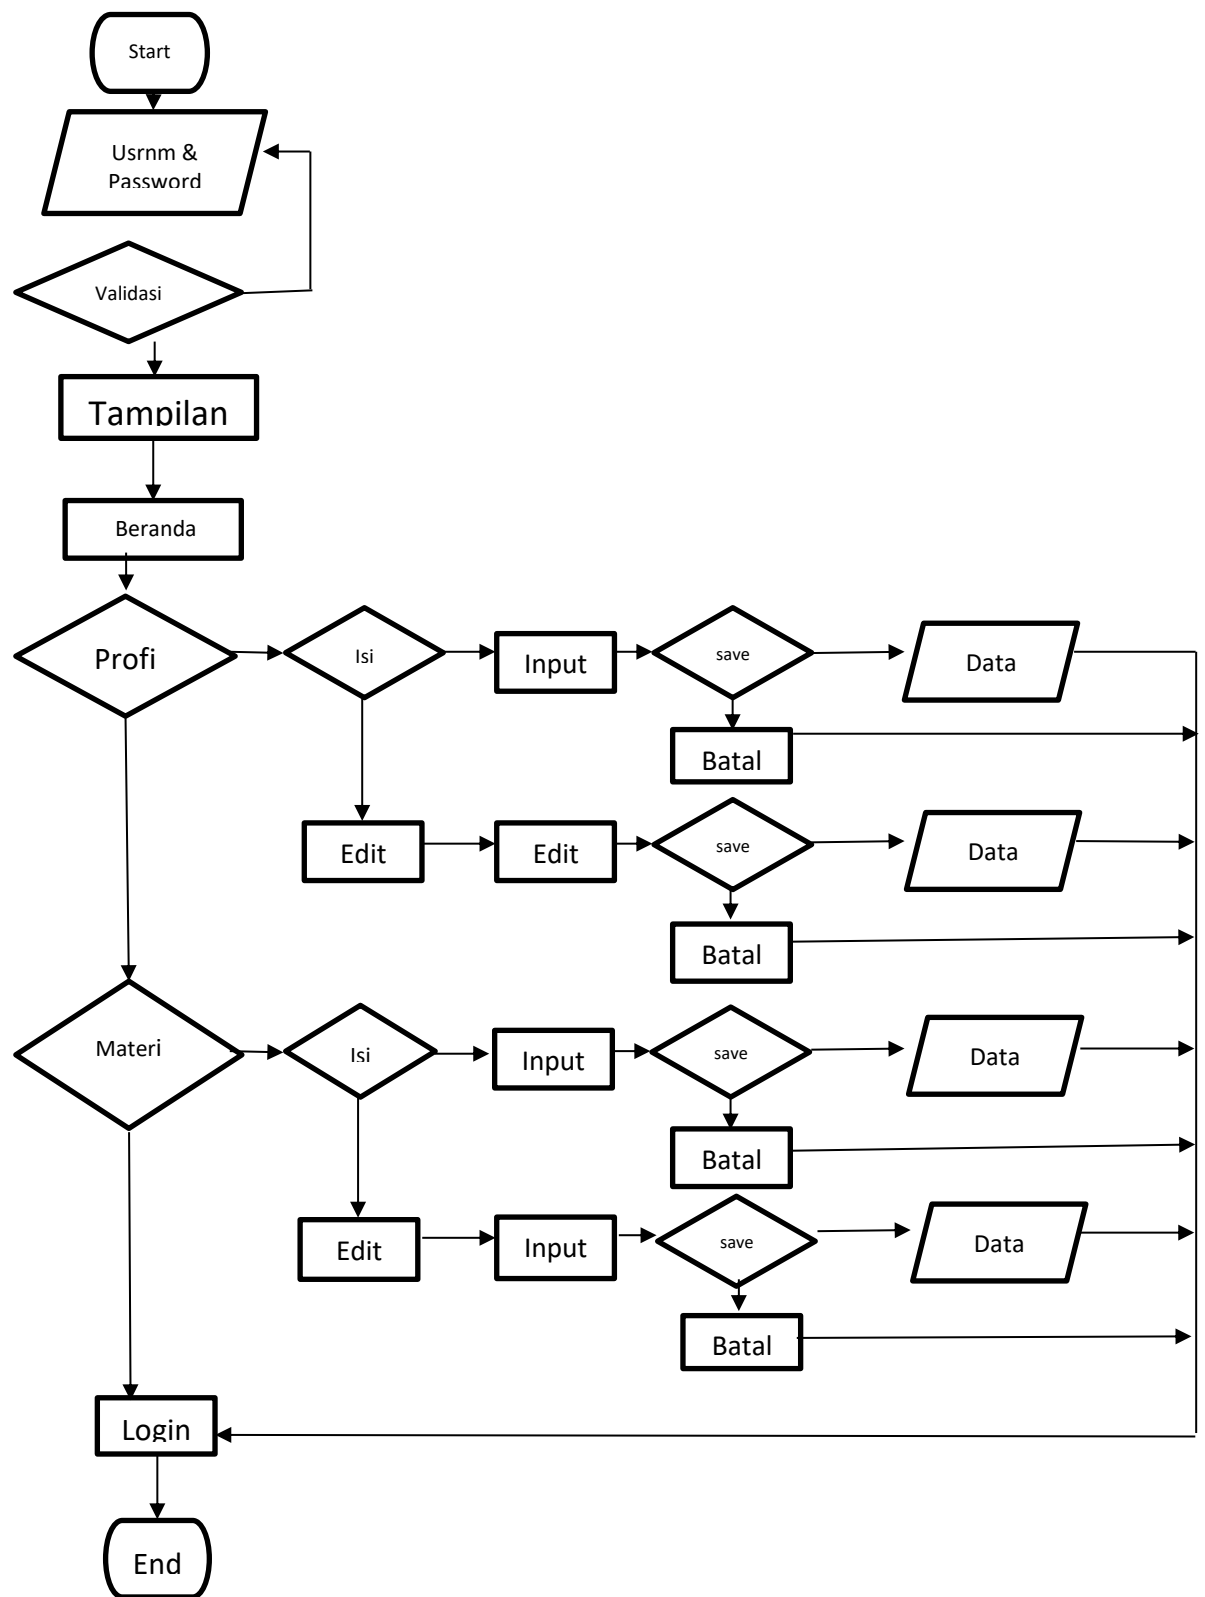 Start
Usrnm &
Password
Validasi
Tampilan
Beranda
Profi
Isi
Input
save
Data
Batal
Edit
Edit
save
Data
Batal
Materi
Isi
Input
save
Data
Batal
Edit
Input
save
Data
Batal
Login
End